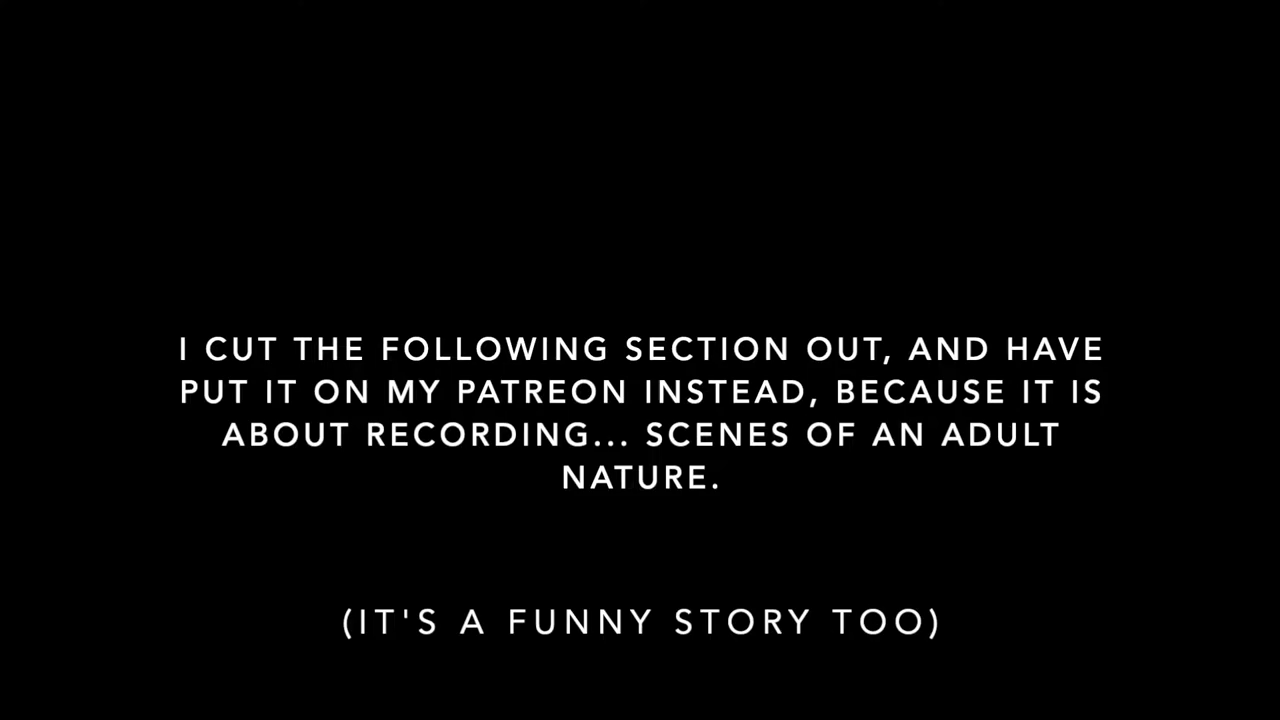 I CUT THE FOLLOWING SECTION OUT, AND HAVE
PUT IT ON MY PATREON INSTEAD, BECAUSE IT IS
ABOUT RECORDING... SCENES OF AN ADULT
NATURE.
(IT'S A FUNNY STORY TOO)